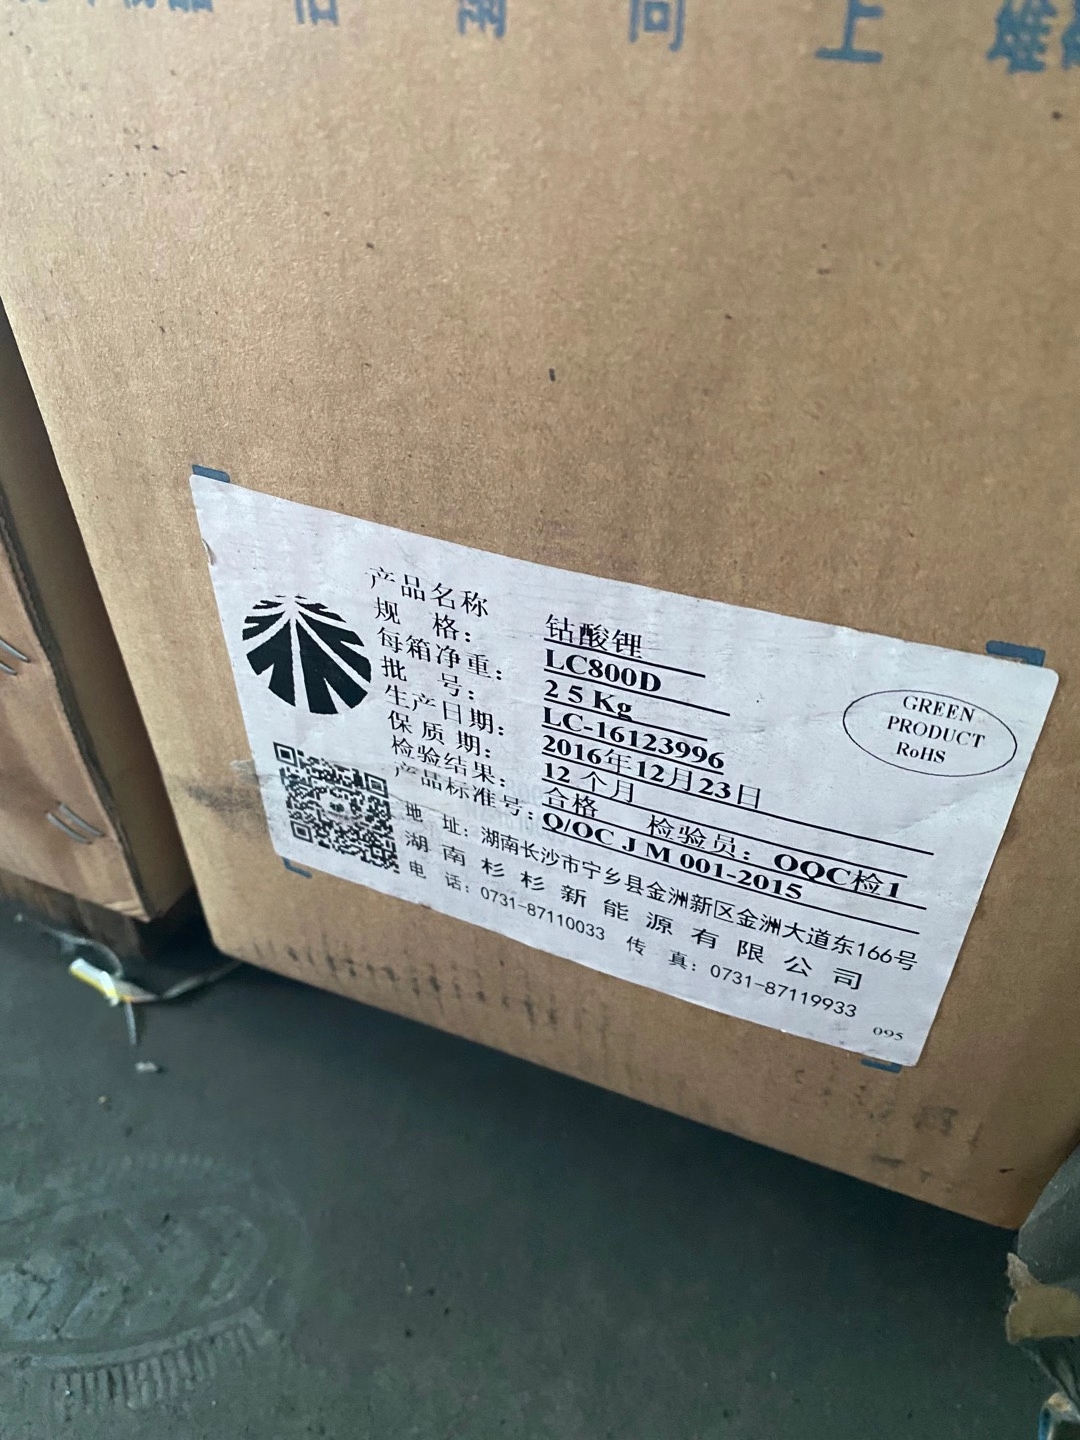 向
上
产品名称 钴酸锂
规 格: LC800D
每箱净重: 25Kg
批 号: LC-16123996
生产日期: 2016年12月23日
保质期: 12个月
检验结果: 合格 检验员: OQC检1
产品标准号: Q/OCJM 001-2015
地 址: 湖南长沙市宁乡县金洲新区金洲大道东166号
湖南杉杉新能源有限公司
电 话: 0731-87110033 传 真: 0731-87119933
095
GREEN
PRODUCT
RoHS